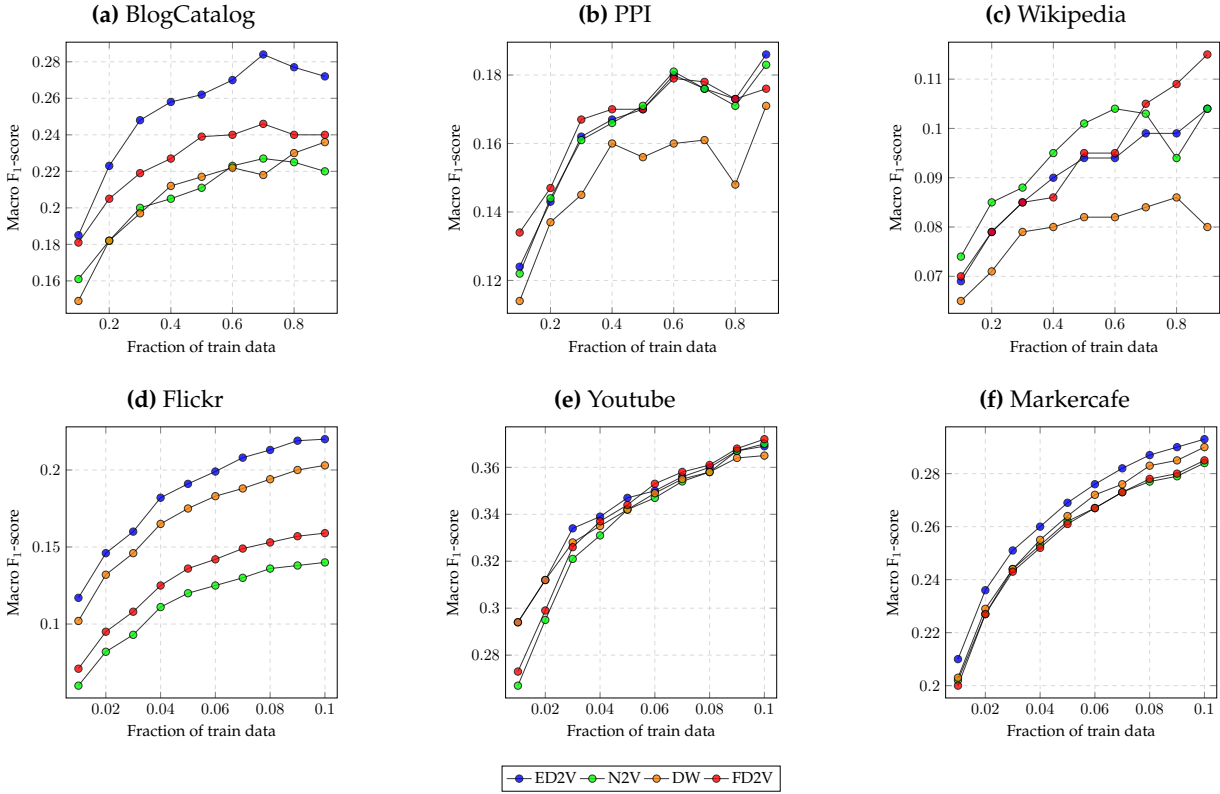 (a) BlogCatalog
0.28
0.26
0.24
0.22
0.2
0.18
0.16
0.2 0.4 0.6 0.8
Macro F₁-score
Fraction of train data
(b) PPI
0.18
0.16
0.14
0.12
0.2 0.4 0.6 0.8
Macro F₁-score
Fraction of train data
(c) Wikipedia
0.11
0.1
0.09
0.08
0.07
0.2 0.4 0.6 0.8
Macro F₁-score
Fraction of train data
(d) Flickr
0.2
0.15
0.1
0.02 0.04 0.06 0.08 0.1
Macro F₁-score
Fraction of train data
(e) Youtube
0.36
0.34
0.32
0.3
0.28
0.02 0.04 0.06 0.08 0.1
Macro F₁-score
Fraction of train data
(f) Markercafe
0.28
0.26
0.24
0.22
0.2
0.02 0.04 0.06 0.08 0.1
Macro F₁-score
Fraction of train data
ED2V N2V DW FD2V